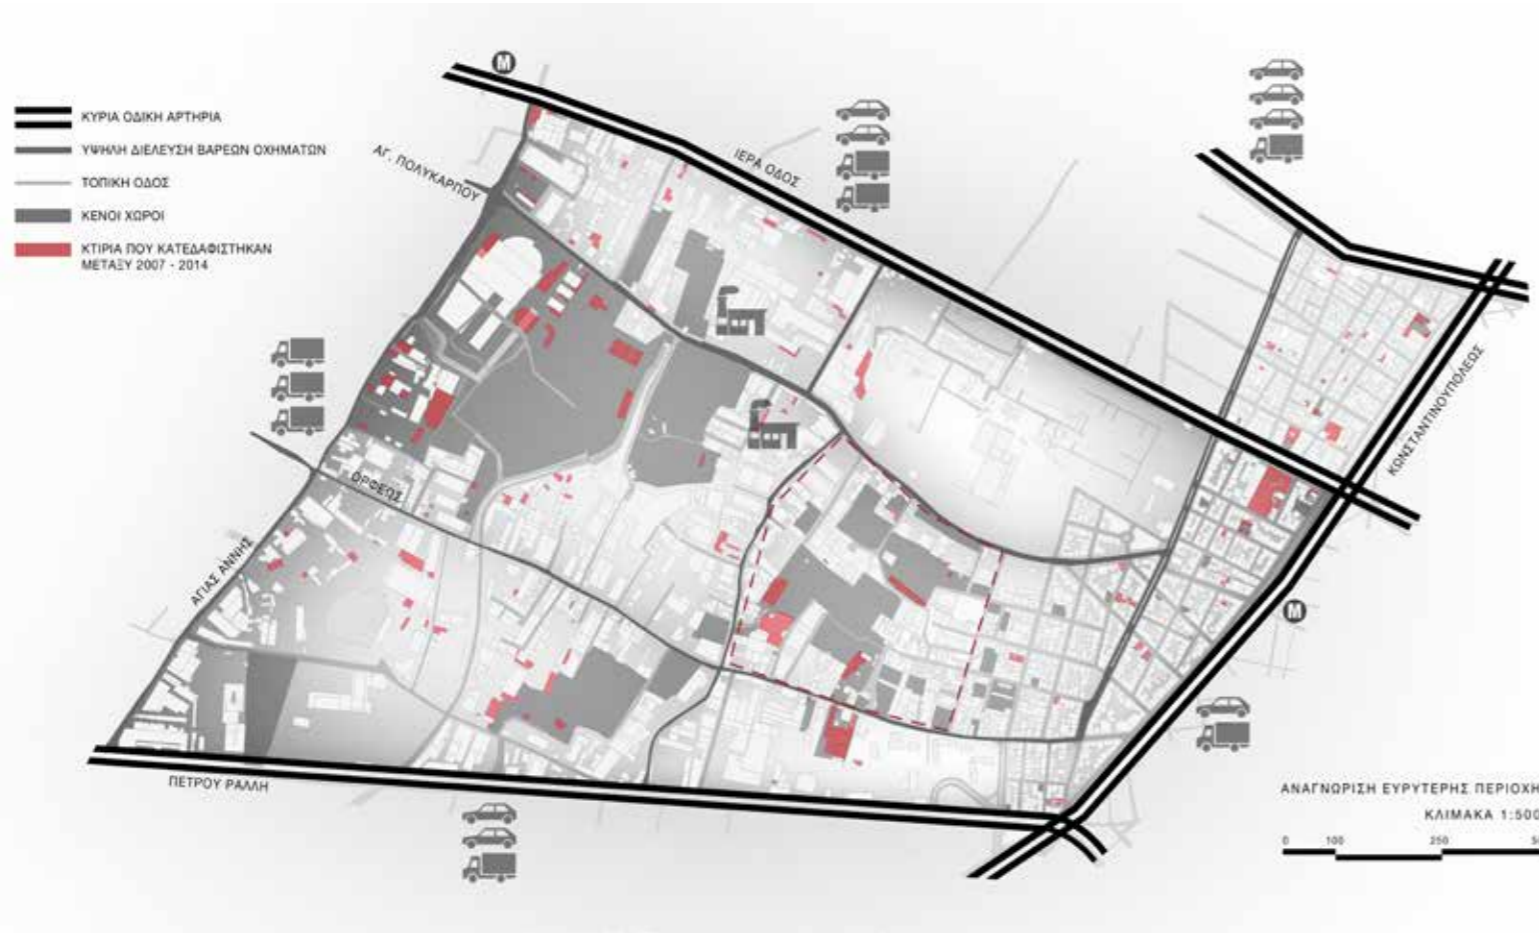 M
ΚΥΡΙΑ ΟΔΙΚΗ ΑΡΤΗΡΙΑ
ΥΨΗΛΗ ΔΙΕΛΕΥΣΗ ΒΑΡΕΩΝ ΟΧΗΜΑΤΩΝ
ΤΟΠΙΚΗ ΟΔΟΣ
ΚΕΝΟΙ ΧΩΡΟΙ
ΚΤΙΡΙΑ ΠΟΥ ΚΑΤΕΔΑΦΙΣΤΗΚΑΝ
ΜΕΤΑΞΥ 2007 - 2014
ΑΓ. ΠΟΛΥΚΑΡΠΟΥ
ΙΕΡΑ ΟΔΟΣ
ΚΩΝΣΤΑΝΤΙΝΟΥΠΟΛΕΩΣ
ΟΡΦΕΩΣ
ΑΓΙΑΣ ΑΝΝΗΣ
M
ΠΕΤΡΟΥ ΡΑΛΛΗ
ΑΝΑΓΝΩΡΙΣΗ ΕΥΡΥΤΕΡΗΣ ΠΕΡΙΟΧΗ
ΚΛΙΜΑΚΑ 1:500
0 100 250